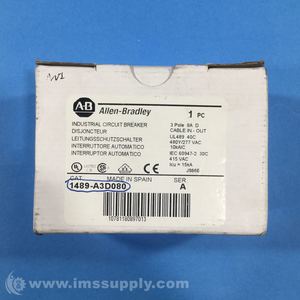 AB Allen-Bradley
1 PC
INDUSTRIAL CIRCUIT BREAKER
DISJONCTEUR
LEITUNGSSCHUTZSCHALTER
INTERRUTTORE AUTOMATICO
INTERRUPTOR AUTOMATICO
3 Pole 8A D
CABLE IN - OUT
UL489 40C
480Y/277 VAC
10kAIC
IEC 60947-2 30C
415 VAC
Icu = 15kA
CAT
MADE IN SPAIN
SER
1489-A3D080
A
10781180897013
www.imssupply.com